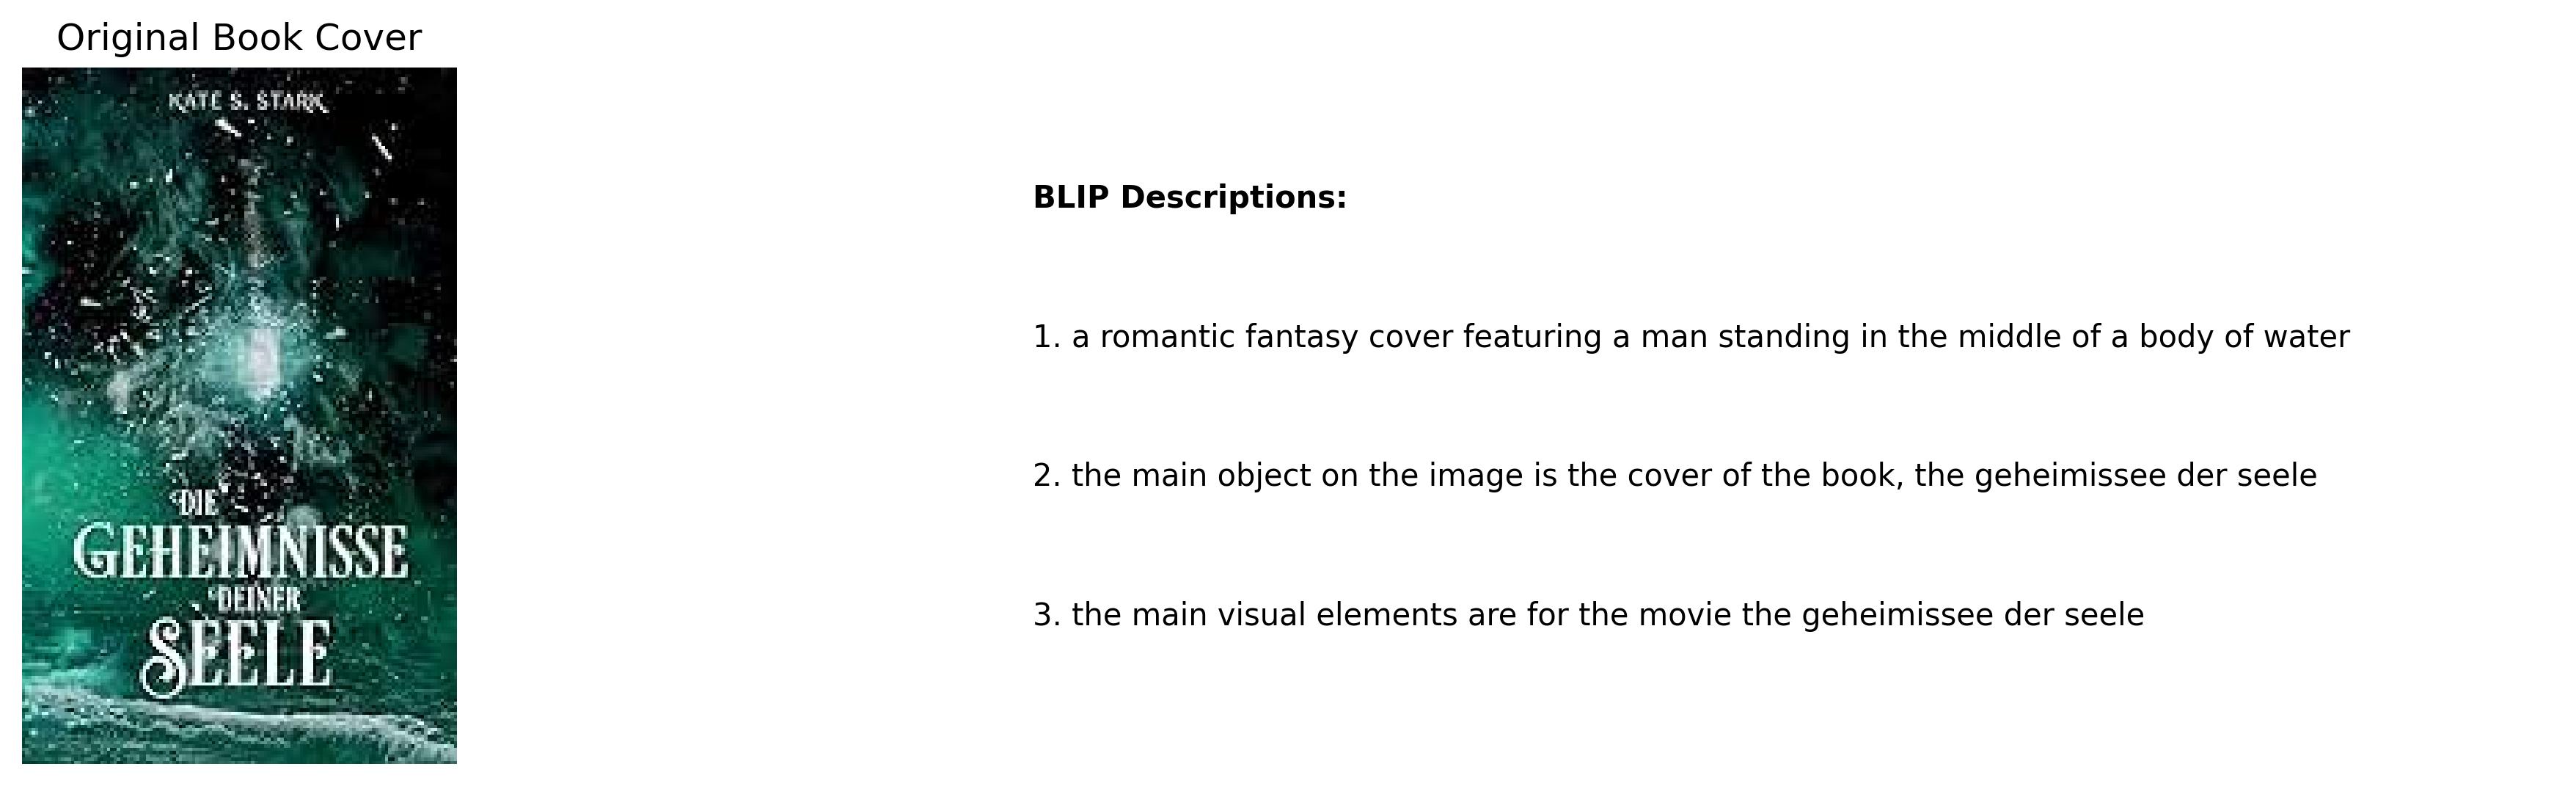 Original Book Cover
KATE S. STARK
DIE
GEHEIMNISSE
DEINER
SEELE
BLIP Descriptions:
1. a romantic fantasy cover featuring a man standing in the middle of a body of water
2. the main object on the image is the cover of the book, the geheimissee der seele
3. the main visual elements are for the movie the geheimissee der seele